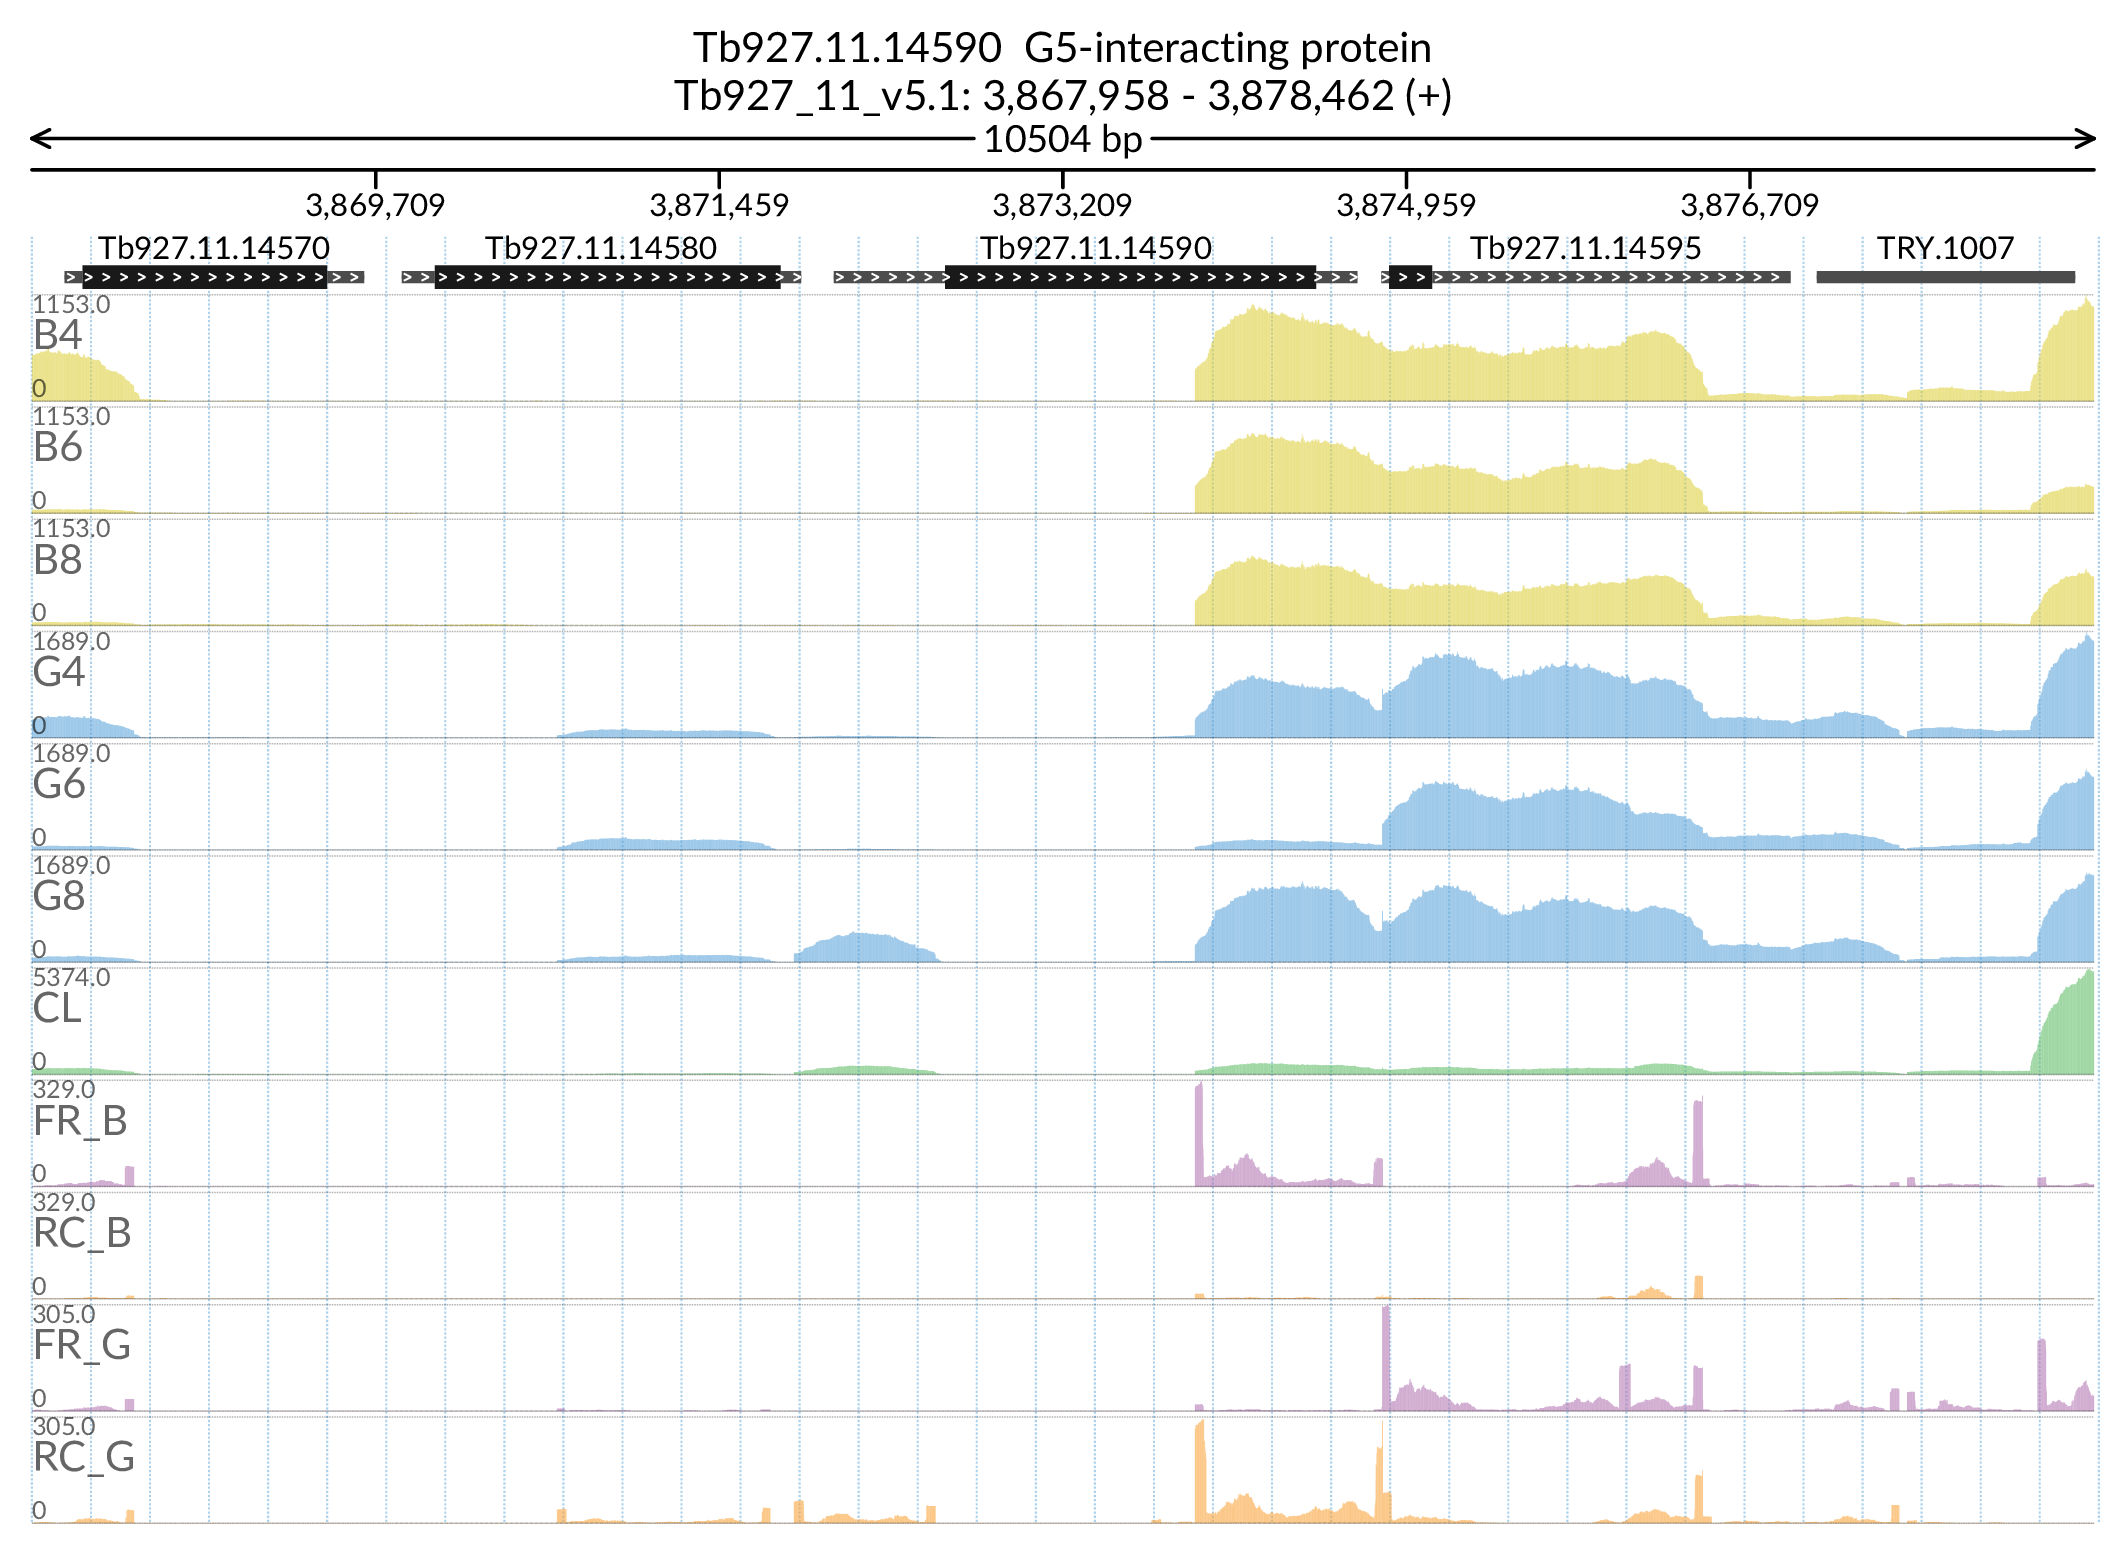 Tb927.11.14590  G5-interacting protein
Tb927_11_v5.1: 3,867,958 - 3,878,462 (+)
10504 bp
3,869,709 3,871,459 3,873,209 3,874,959 3,876,709
Tb927.11.14570 Tb927.11.14580 Tb927.11.14590 Tb927.11.14595 TRY.1007
1153.0
B4
0
1153.0
B6
0
1153.0
B8
0
1689.0
G4
0
1689.0
G6
0
1689.0
G8
0
5374.0
CL
0
329.0
FR_B
0
329.0
RC_B
0
305.0
FR_G
0
305.0
RC_G
0